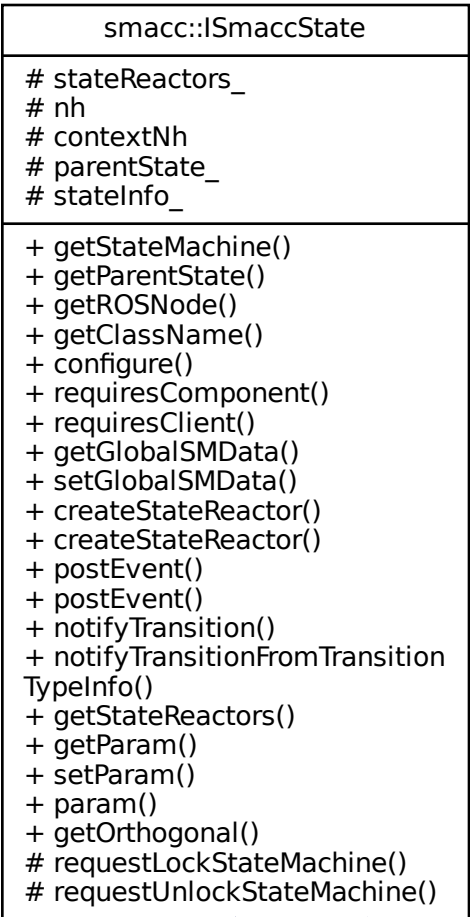 smacc::ISmaccState
# stateReactors_
# nh
# contextNh
# parentState_
# stateInfo_
+ getStateMachine()
+ getParentState()
+ getROSNode()
+ getClassName()
+ configure()
+ requiresComponent()
+ requiresClient()
+ getGlobalSMData()
+ setGlobalSMData()
+ createStateReactor()
+ createStateReactor()
+ postEvent()
+ postEvent()
+ notifyTransition()
+ notifyTransitionFromTransition
TypeInfo()
+ getStateReactors()
+ getParam()
+ setParam()
+ param()
+ getOrthogonal()
# requestLockStateMachine()
# requestUnlockStateMachine()